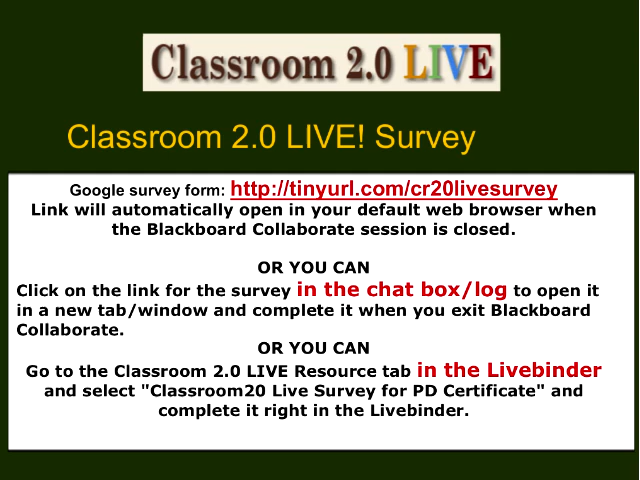 Classroom 2.0 LIVE
Classroom 2.0 LIVE! Survey
Google survey form: http://tinyurl.com/cr20livesurvey
Link will automatically open in your default web browser when
the Blackboard Collaborate session is closed.
OR YOU CAN
Click on the link for the survey in the chat box/log to open it
in a new tab/window and complete it when you exit Blackboard
Collaborate.
OR YOU CAN
Go to the Classroom 2.0 LIVE Resource tab in the Livebinder
and select "Classroom20 Live Survey for PD Certificate" and
complete it right in the Livebinder.